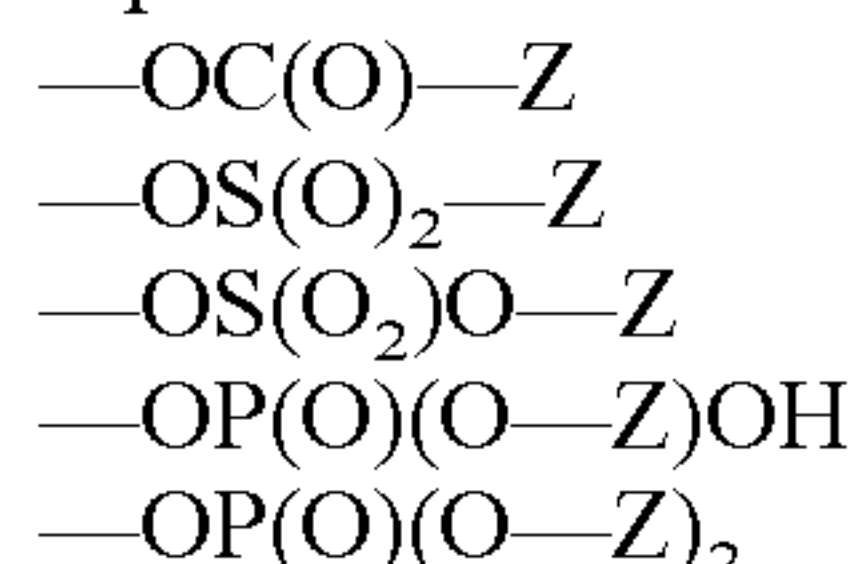 —OC(O)—Z
—OS(O)₂—Z
—OS(O₂)O—Z
—OP(O)(O—Z)OH
—OP(O)(O—Z)₂